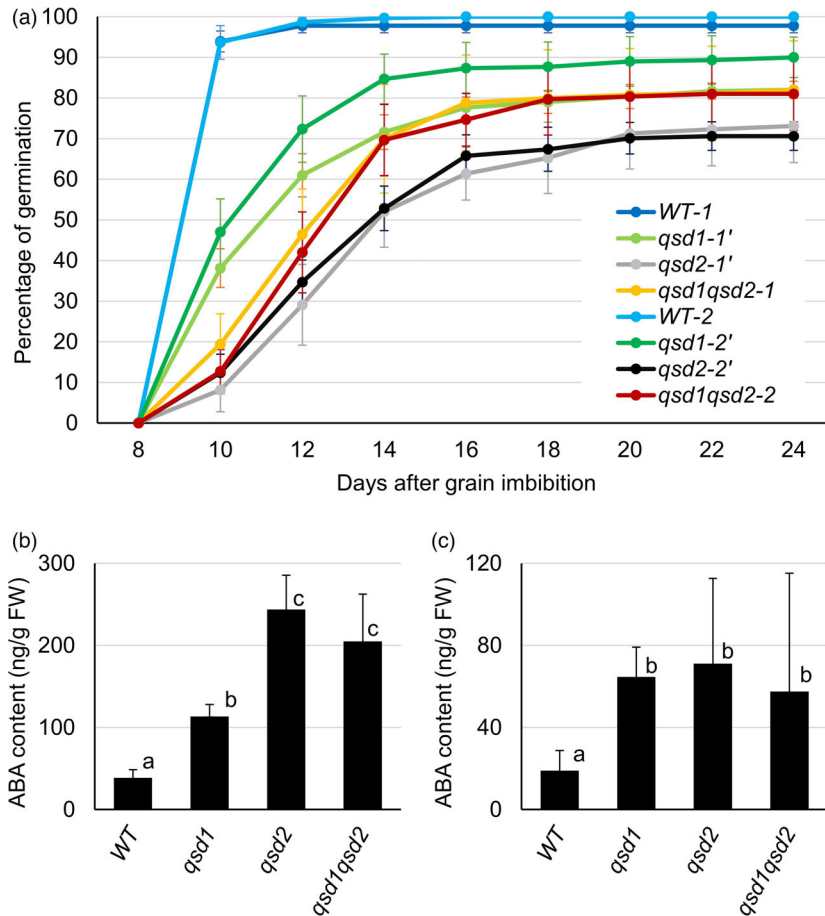 (a)
Percentage of germination
100
90
80
70
60
50
40
30
20
10
0
WT-1
qsd1-1'
qsd2-1'
qsd1qsd2-1
WT-2
qsd1-2'
qsd2-2'
qsd1qsd2-2
8 10 12 14 16 18 20 22 24
Days after grain imbibition
(b)
ABA content (ng/g FW)
300
200
100
0
a
b
c
c
WT qsd1 qsd2 qsd1qsd2
(c)
ABA content (ng/g FW)
120
80
40
0
a
b
b
b
WT qsd1 qsd2 qsd1qsd2